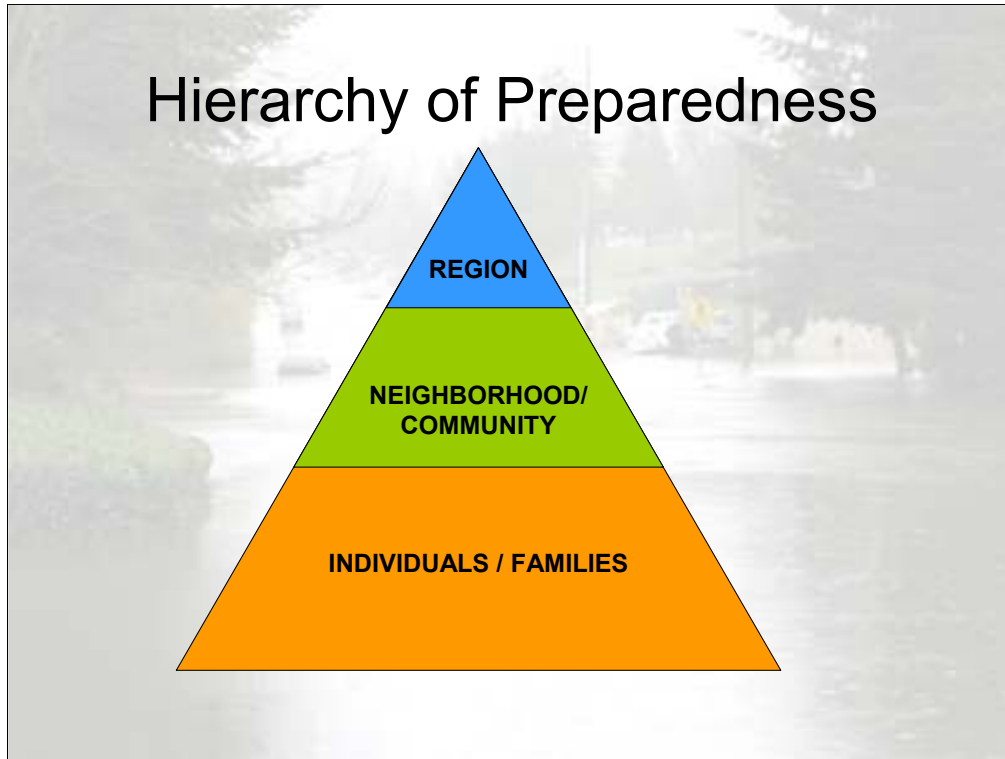 Hierarchy of Preparedness
REGION
NEIGHBORHOOD/
COMMUNITY
INDIVIDUALS / FAMILIES